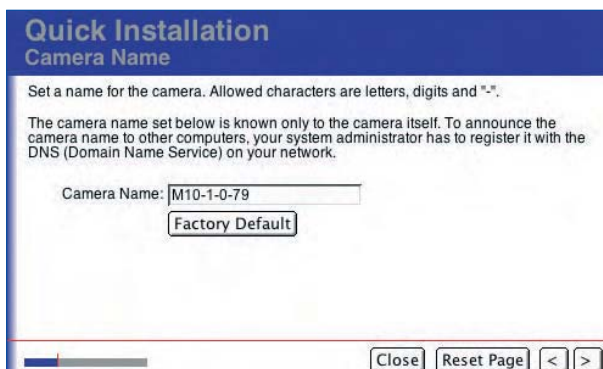 Quick Installation
Camera Name
Set a name for the camera. Allowed characters are letters, digits and "-".
The camera name set below is known only to the camera itself. To announce the
camera name to other computers, your system administrator has to register it with the
DNS (Domain Name Service) on your network.
Camera Name: M10-1-0-79
Factory Default
Close Reset Page < >